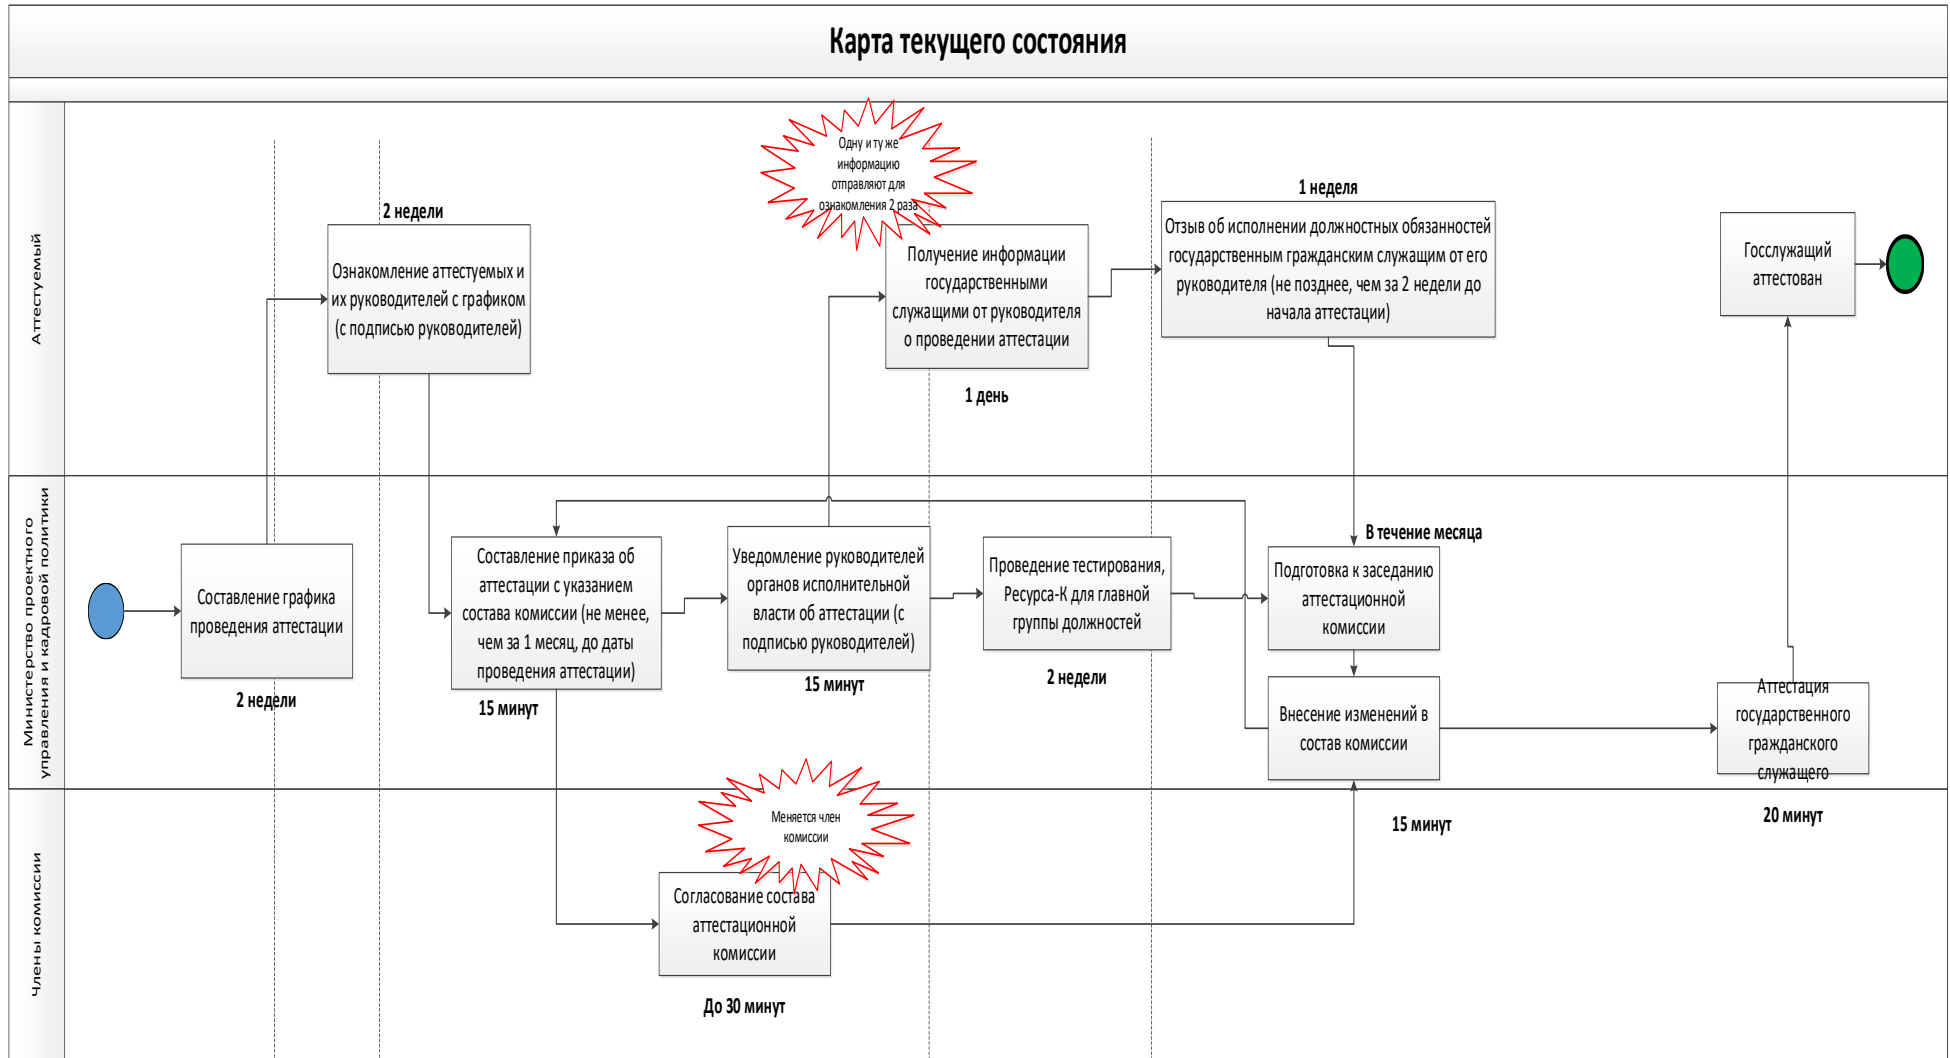 Карта текущего состояния
Аттестуемый
Одну и ту же
информацию
отправляют для
ознакомления 2 раза
2 недели
Ознакомление аттестуемых и
их руководителей с графиком
(с подписью руководителей)
Получение информации
государственными
служащими от руководителя
о проведении аттестации
1 день
1 неделя
Отзыв об исполнении должностных обязанностей
государственным гражданским служащим от его
руководителя (не позднее, чем за 2 недели до
начала аттестации)
Госслужащий
аттестован
Министерство проектного
управления и кадровой политики
Составление графика
проведения аттестации
2 недели
Составление приказа об
аттестации с указанием
состава комиссии (не менее,
чем за 1 месяц, до даты
проведения аттестации)
15 минут
Уведомление руководителей
органов исполнительной
власти об аттестации (с
подписью руководителей)
15 минут
Проведение тестирования,
Ресурса-К для главной
группы должностей
2 недели
В течение месяца
Подготовка к заседанию
аттестационной
комиссии
Внесение изменений в
состав комиссии
15 минут
Аттестация
государственного
гражданского
служащего
20 минут
Члены комиссии
Меняется член
комиссии
Согласование состава
аттестационной
комиссии
До 30 минут